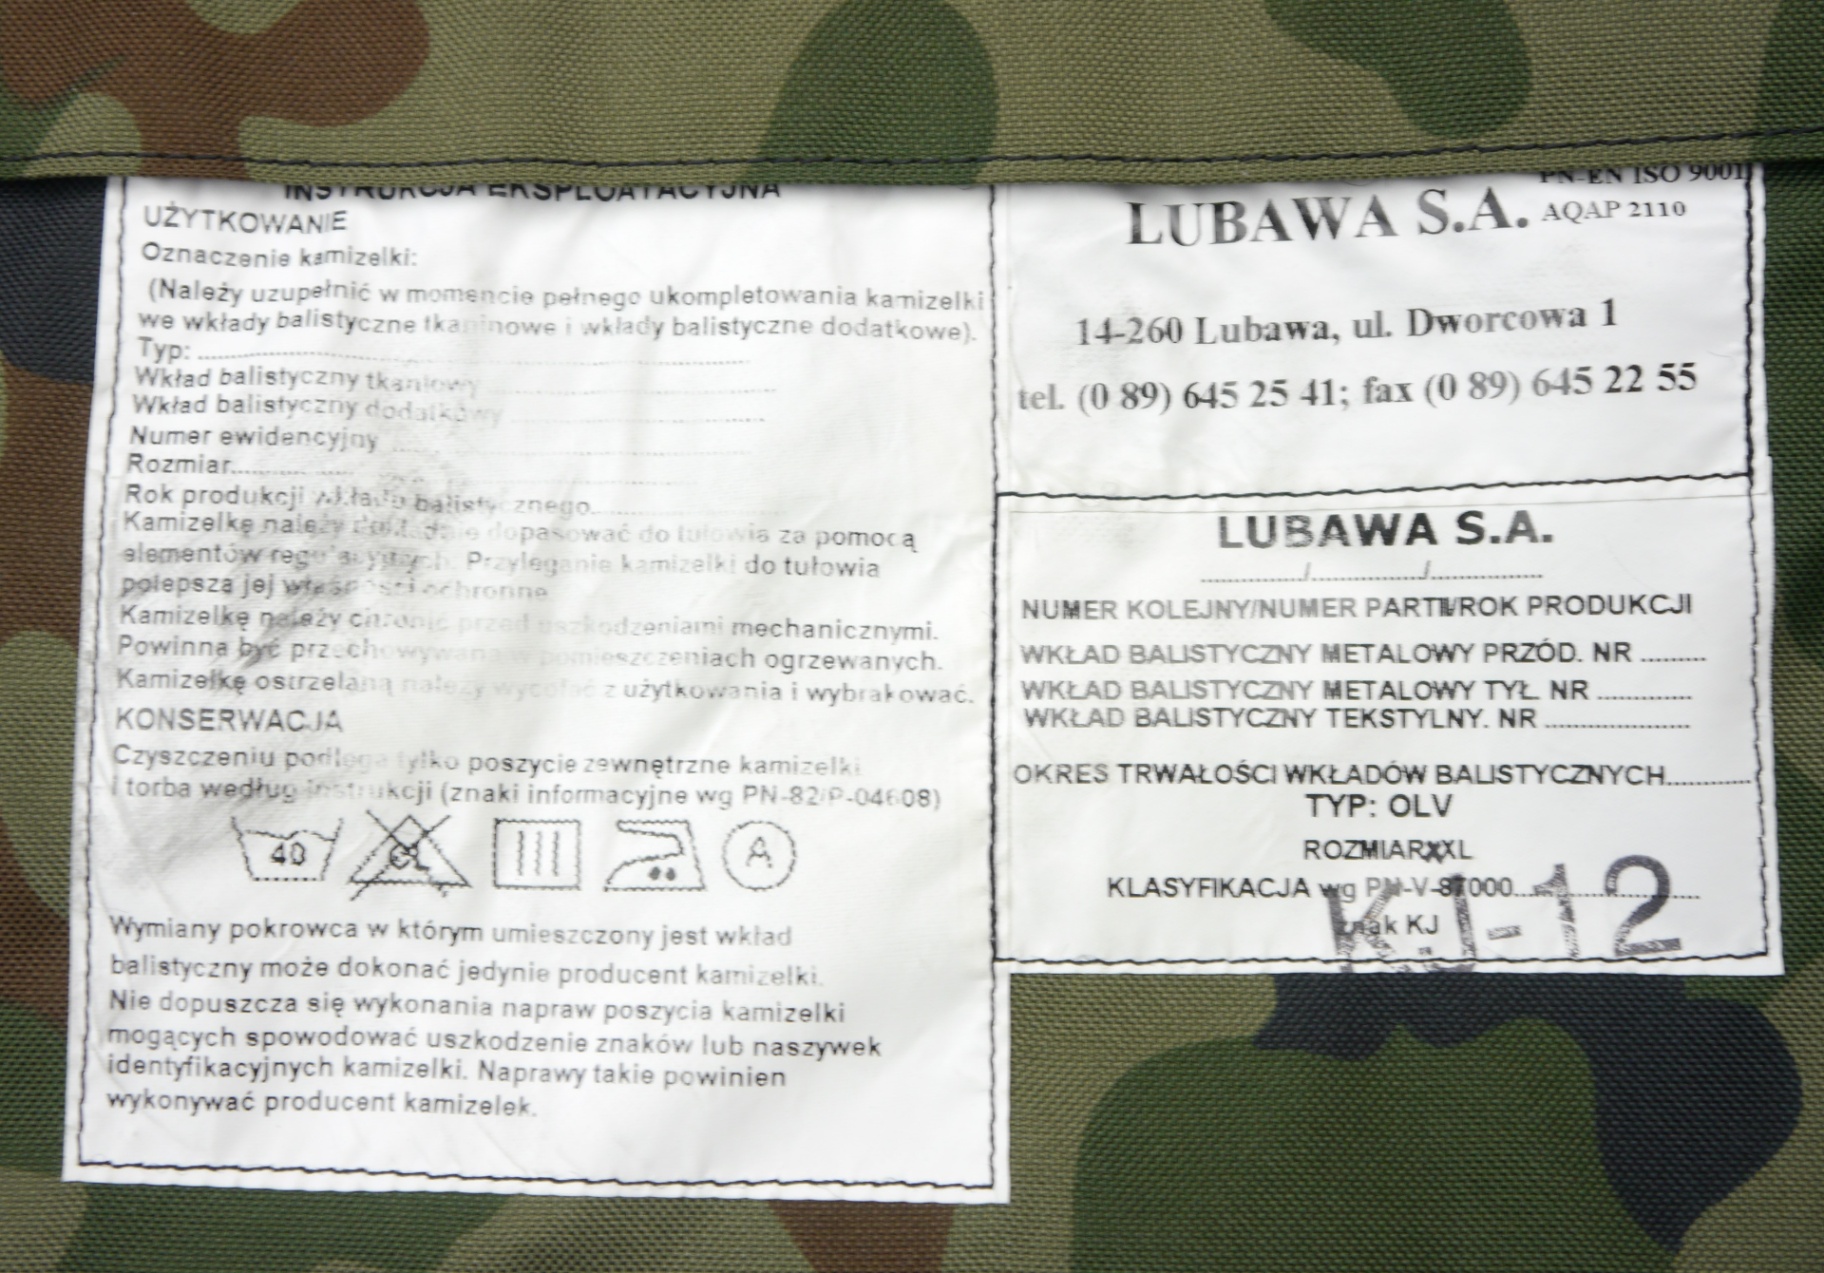 INSTRUKCJA EKSPLOATACYJNA
UŻYTKOWANIE
Oznaczenie kamizelki:
(Należy uzupełnić w momencie pełnego ukompletowania kamizelki
we wkłady balistyczne tkaninowe i wkłady balistyczne dodatkowe).
Typ: ..........................................................
Wkład balistyczny tkaniowy ..............................
Wkład balistyczny dodatkowy ..............................
Numer ewidencyjny ..............................
Rozmiar.....................
Rok produkcji wkładu balistycznego....................
Kamizelkę należy dokładnie dopasować do tułowia za pomocą
elementów regulacyjnych. Przyleganie kamizelki do tułowia
polepsza jej własności ochronne
Kamizelkę należy chronić przed uszkodzeniami mechanicznymi.
Powinna być przechowywana w pomieszczeniach ogrzewanych.
Kamizelkę ostrzelaną należy wycofać z użytkowania i wybrakować.
KONSERWACJA
Czyszczeniu podlega tylko poszycie zewnętrzne kamizelki
i torba według instrukcji (znaki informacyjne wg PN-82/P-04608)
40 CL A
Wymiany pokrowca w którym umieszczony jest wkład
balistyczny może dokonać jedynie producent kamizelki.
Nie dopuszcza się wykonania napraw poszycia kamizelki
mogących spowodować uszkodzenie znaków lub naszywek
identyfikacyjnych kamizelki. Naprawy takie powinien
wykonywać producent kamizelek.
PN-EN ISO 9001
LUBAWA S.A. AQAP 2110
14-260 Lubawa, ul. Dworcowa 1
tel. (0 89) 645 25 41; fax (0 89) 645 22 55
LUBAWA S.A.
................/................./.................
NUMER KOLEJNY/NUMER PARTII/ROK PRODUKCJI
WKŁAD BALISTYCZNY METALOWY PRZÓD. NR .........
WKŁAD BALISTYCZNY METALOWY TYŁ. NR .............
WKŁAD BALISTYCZNY TEKSTYLNY. NR ....................
OKRES TRWAŁOŚCI WKŁADÓW BALISTYCZNYCH............
TYP: OLV
ROZMIAR XXL
KLASYFIKACJA wg PN-V-87000..........................
znak KJ
KJ-12